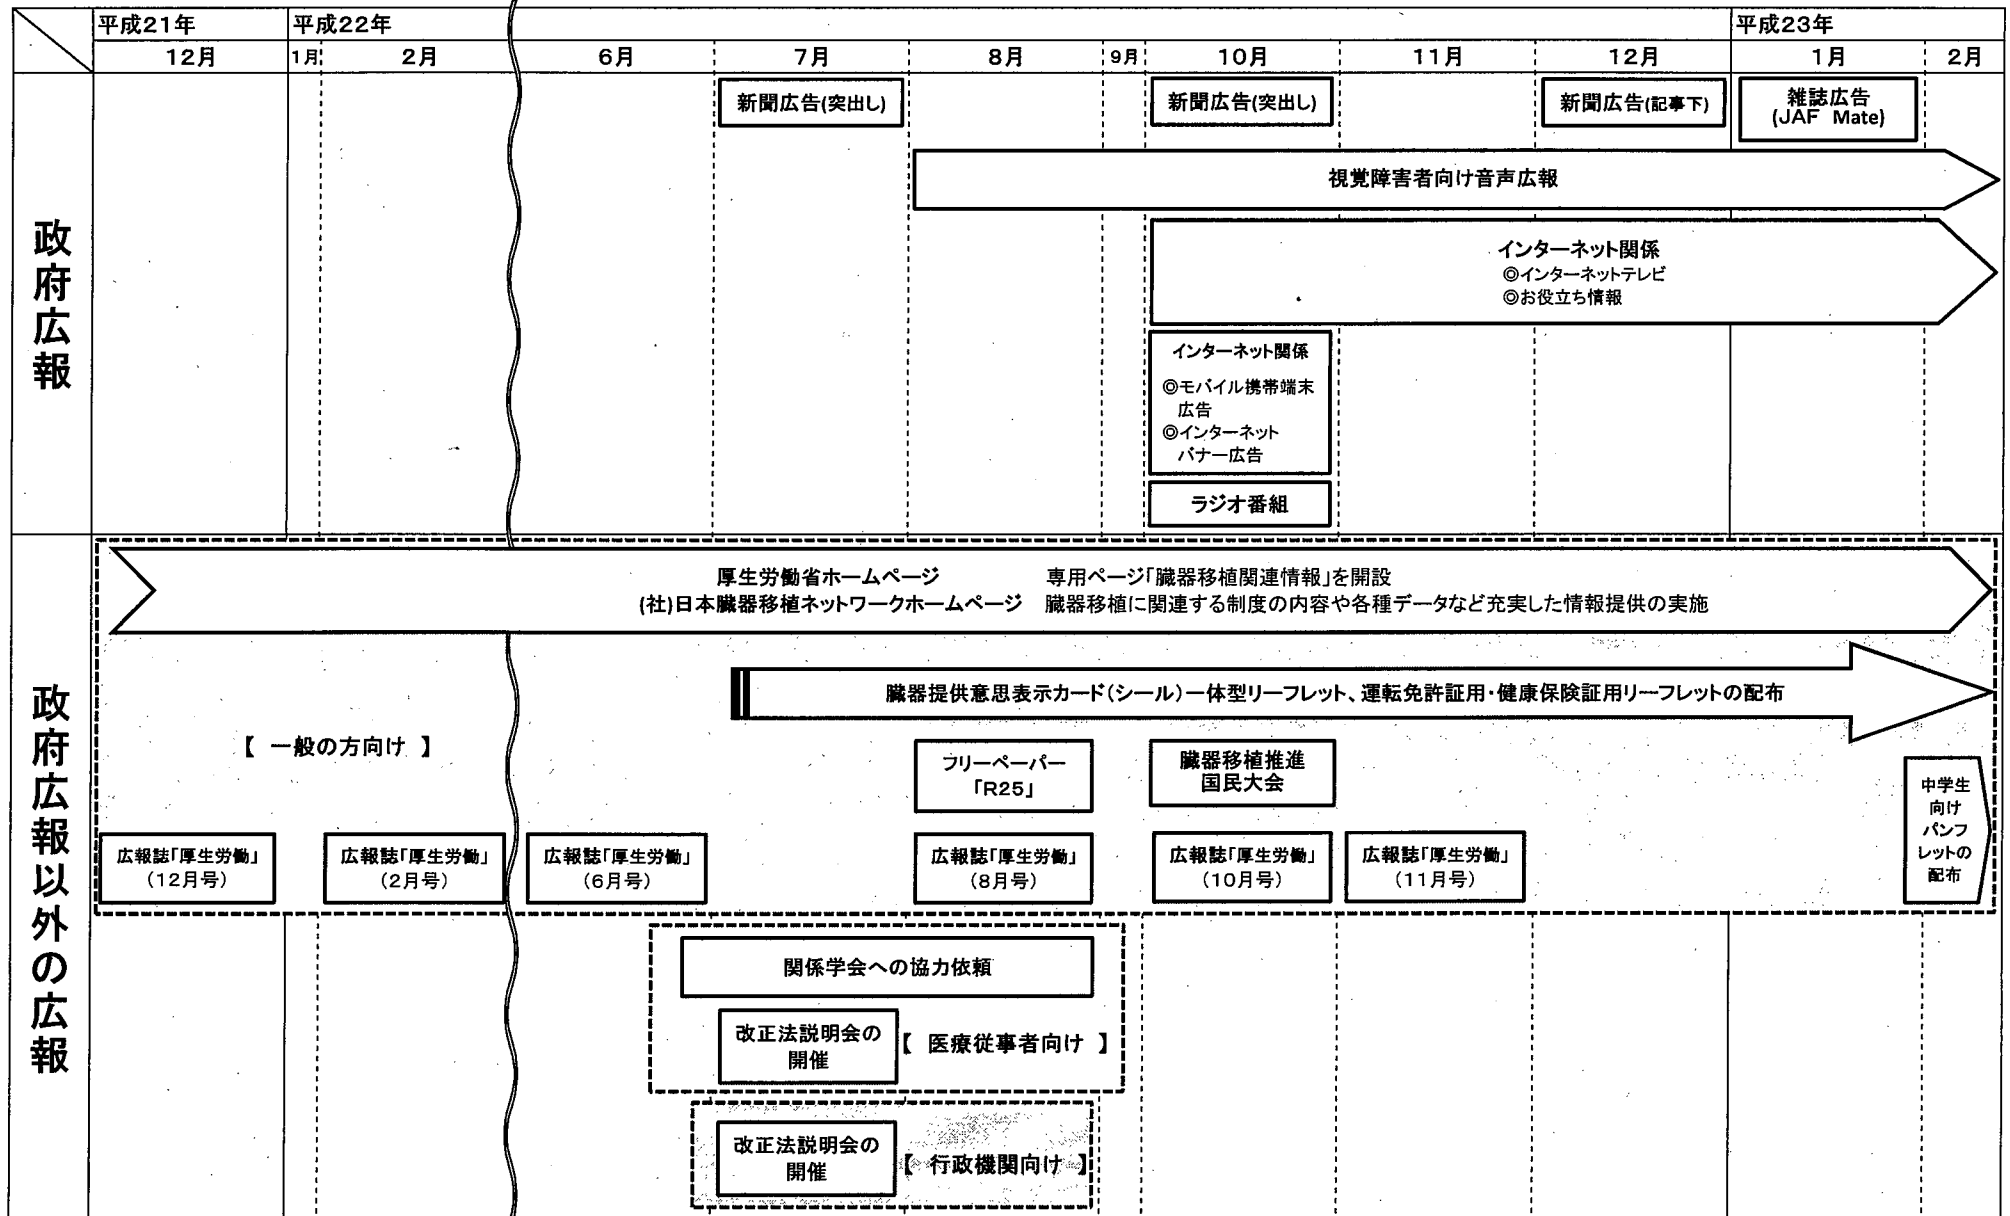 平成21年
平成22年
平成23年
12月
1月
2月
6月
7月
8月
9月
10月
11月
12月
1月
2月
政府広報
新聞広告(突出し)
新聞広告(突出し)
新聞広告(記事下)
雑誌広告
(JAF Mate)
視覚障害者向け音声広報
インターネット関係
◎インターネットテレビ
◎お役立ち情報
インターネット関係
◎モバイル携帯端末
広告
◎インターネット
バナー広告
ラジオ番組
政府広報以外の広報
厚生労働省ホームページ 専用ページ「臓器移植関連情報」を開設
(社)日本臓器移植ネットワークホームページ 臓器移植に関連する制度の内容や各種データなど充実した情報提供の実施
臓器提供意思表示カード(シール)一体型リーフレット、運転免許証用・健康保険証用リーフレットの配布
【 一般の方向け 】
フリーペーパー
「R25」
臓器移植推進
国民大会
中学生
向け
パンフ
レットの
配布
広報誌「厚生労働」
(12月号)
広報誌「厚生労働」
(2月号)
広報誌「厚生労働」
(6月号)
広報誌「厚生労働」
(8月号)
広報誌「厚生労働」
(10月号)
広報誌「厚生労働」
(11月号)
関係学会への協力依頼
改正法説明会の
開催
【 医療従事者向け 】
改正法説明会の
開催
【 行政機関向け 】